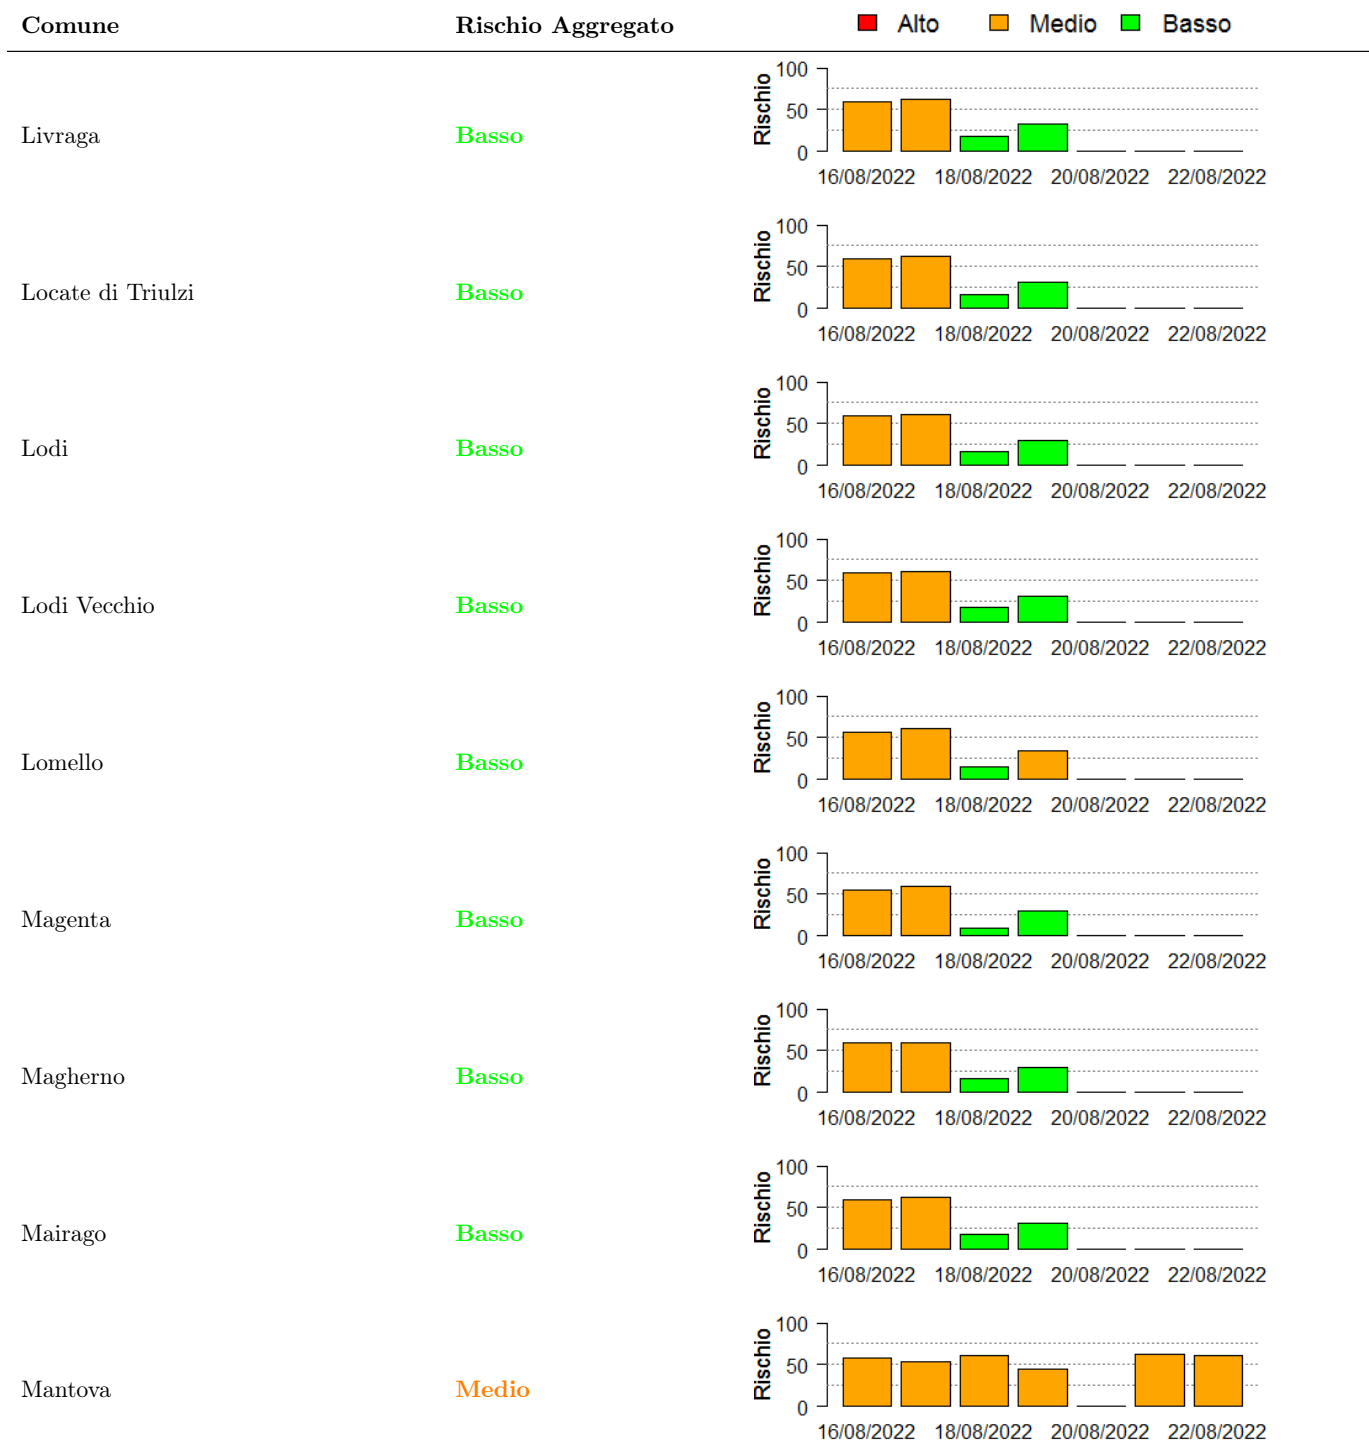 Comune Rischio Aggregato Alto Medio Basso
Livraga Basso Rischio 100 50 0
16/08/2022 18/08/2022 20/08/2022 22/08/2022
Locate di Triulzi Basso Rischio 100 50 0
16/08/2022 18/08/2022 20/08/2022 22/08/2022
Lodi Basso Rischio 100 50 0
16/08/2022 18/08/2022 20/08/2022 22/08/2022
Lodi Vecchio Basso Rischio 100 50 0
16/08/2022 18/08/2022 20/08/2022 22/08/2022
Lomello Basso Rischio 100 50 0
16/08/2022 18/08/2022 20/08/2022 22/08/2022
Magenta Basso Rischio 100 50 0
16/08/2022 18/08/2022 20/08/2022 22/08/2022
Magherno Basso Rischio 100 50 0
16/08/2022 18/08/2022 20/08/2022 22/08/2022
Mairago Basso Rischio 100 50 0
16/08/2022 18/08/2022 20/08/2022 22/08/2022
Mantova Medio Rischio 100 50 0
16/08/2022 18/08/2022 20/08/2022 22/08/2022